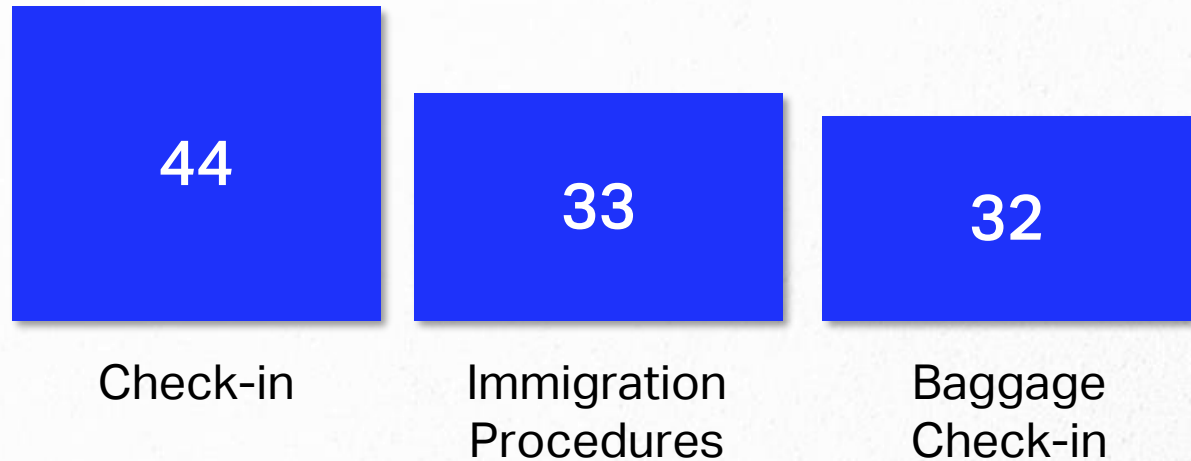 44
33
32
Check-in
Immigration
Procedures
Baggage
Check-in